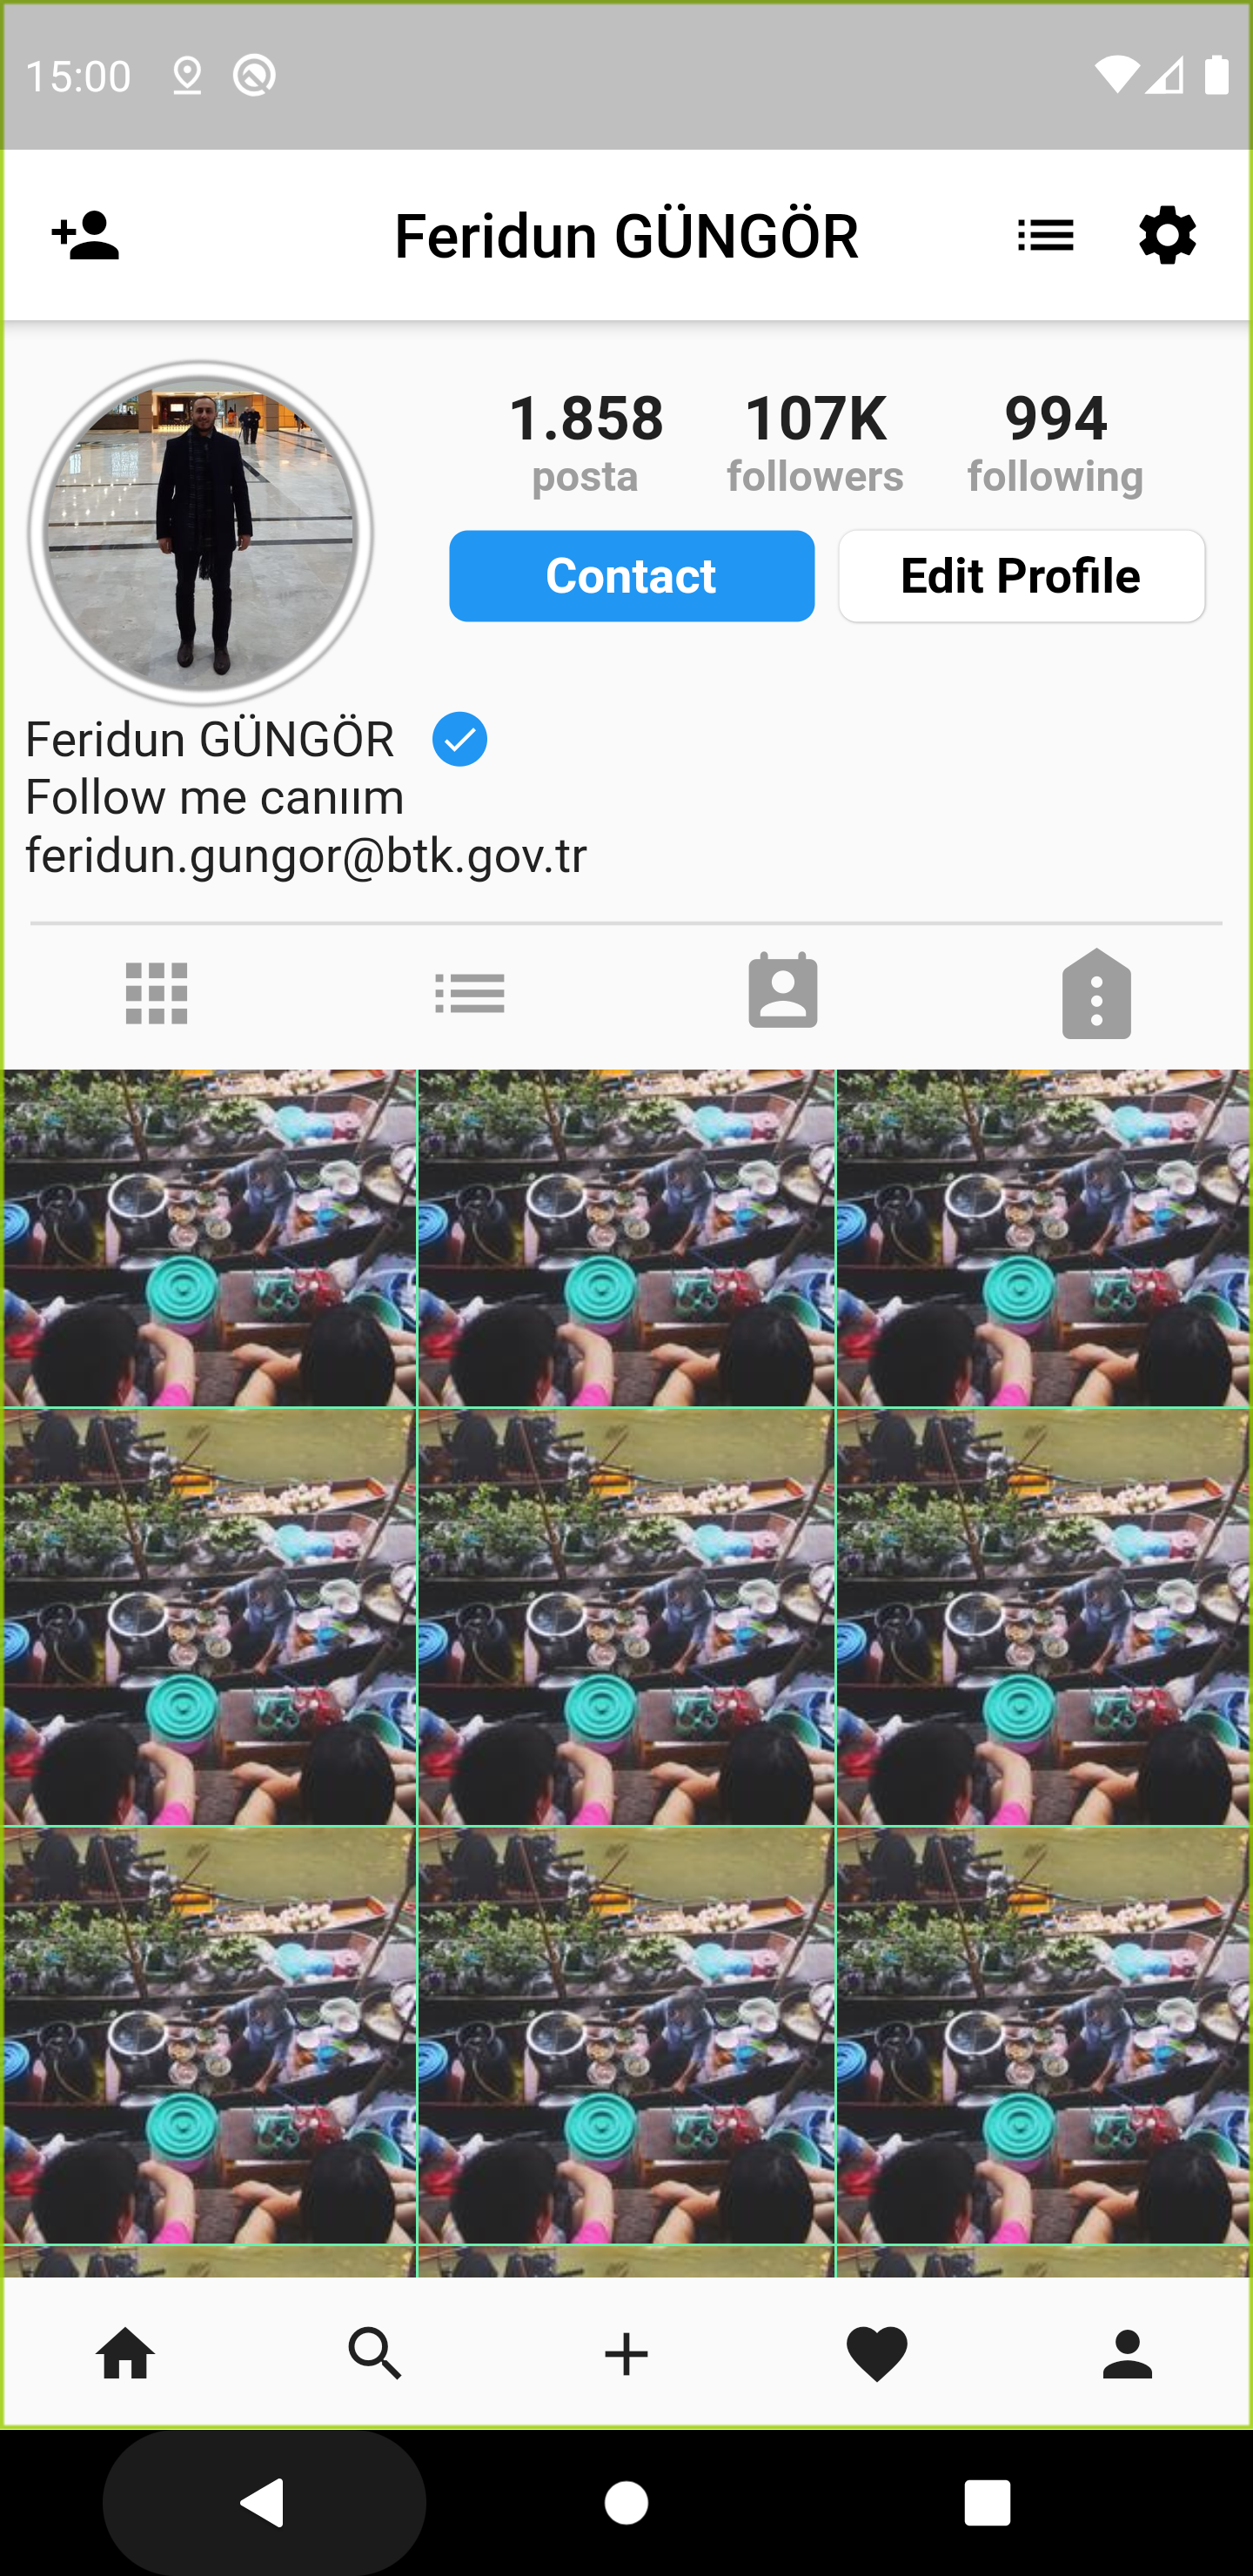 15:00
Feridun GÜNGÖR
1.858 107K 994
posta followers following
Contact Edit Profile
Feridun GÜNGÖR
Follow me canıım
feridun.gungor@btk.gov.tr